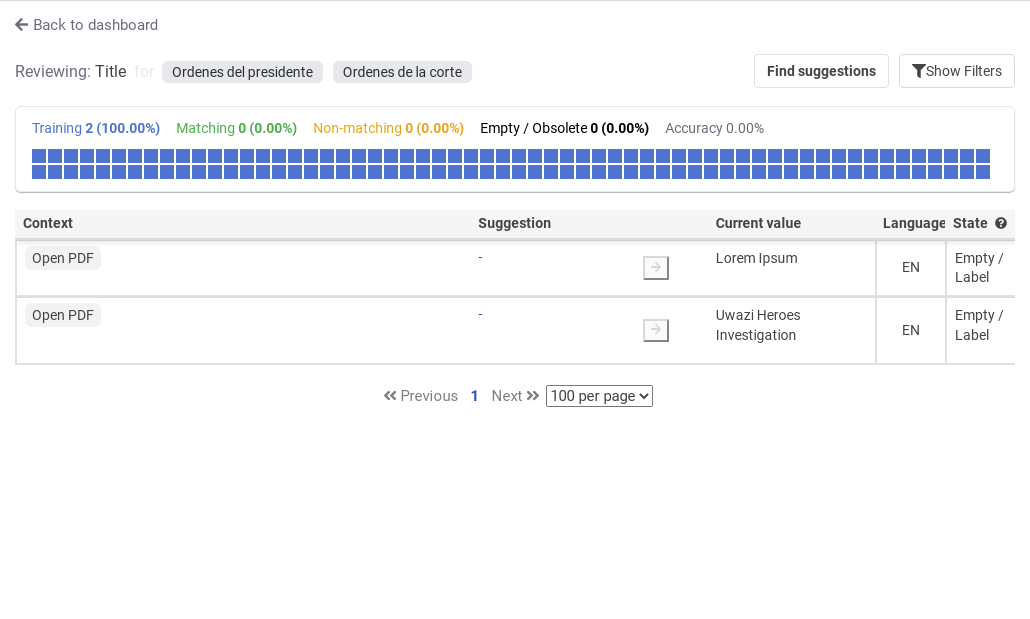 Back to dashboard
Reviewing: Title for Ordenes del presidente Ordenes de la corte Find suggestions Show Filters
Training 2 (100.00%) Matching 0 (0.00%) Non-matching 0 (0.00%) Empty / Obsolete 0 (0.00%) Accuracy 0.00%
Context Suggestion Current value Language State
Open PDF - Lorem Ipsum EN Empty /
Label
Open PDF - Uwazi Heroes EN Empty /
Investigation Label
Previous 1 Next 100 per page